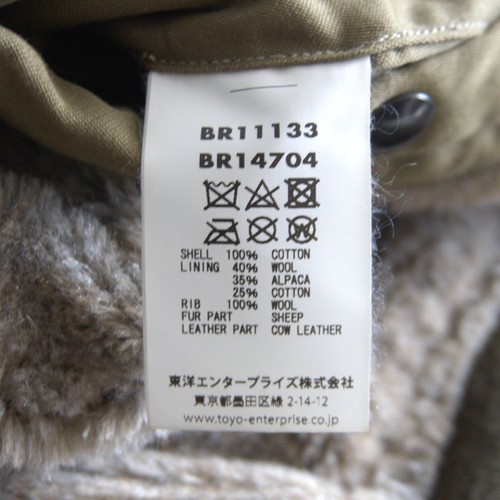 BR11133
BR14704
SHELL 100% COTTON
LINING 40% WOOL
35% ALPACA
25% COTTON
RIB 100% WOOL
FUR PART SHEEP
LEATHER PART COW LEATHER
東洋エンタープライズ株式会社
東京都墨田区緑 2-14-12
www.toyo-enterprise.co.jp